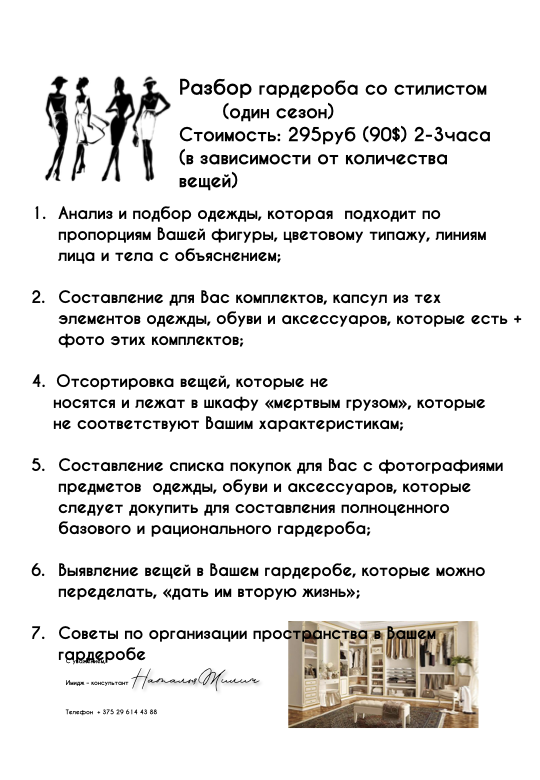 Разбор гардероба со стилистом
(один сезон)
Стоимость: 295руб (90$) 2-3часа
(в зависимости от количества
вещей)
1. Анализ и подбор одежды, которая подходит по
пропорциям Вашей фигуры, цветовому типажу, линиям
лица и тела с объяснением;
2. Составление для Вас комплектов, капсул из тех
элементов одежды, обуви и аксессуаров, которые есть +
фото этих комплектов;
4. Отсортировка вещей, которые не
носятся и лежат в шкафу «мертвым грузом», которые
не соответствуют Вашим характеристикам;
5. Составление списка покупок для Вас с фотографиями
предметов одежды, обуви и аксессуаров, которые
следует докупить для составления полноценного
базового и рационального гардероба;
6. Выявление вещей в Вашем гардеробе, которые можно
переделать, «дать им вторую жизнь»;
7. Советы по организации пространства в Вашем
гардеробе
С уважением,
Имидж – консультант Наталья Милич
Телефон + 375 29 614 43 88